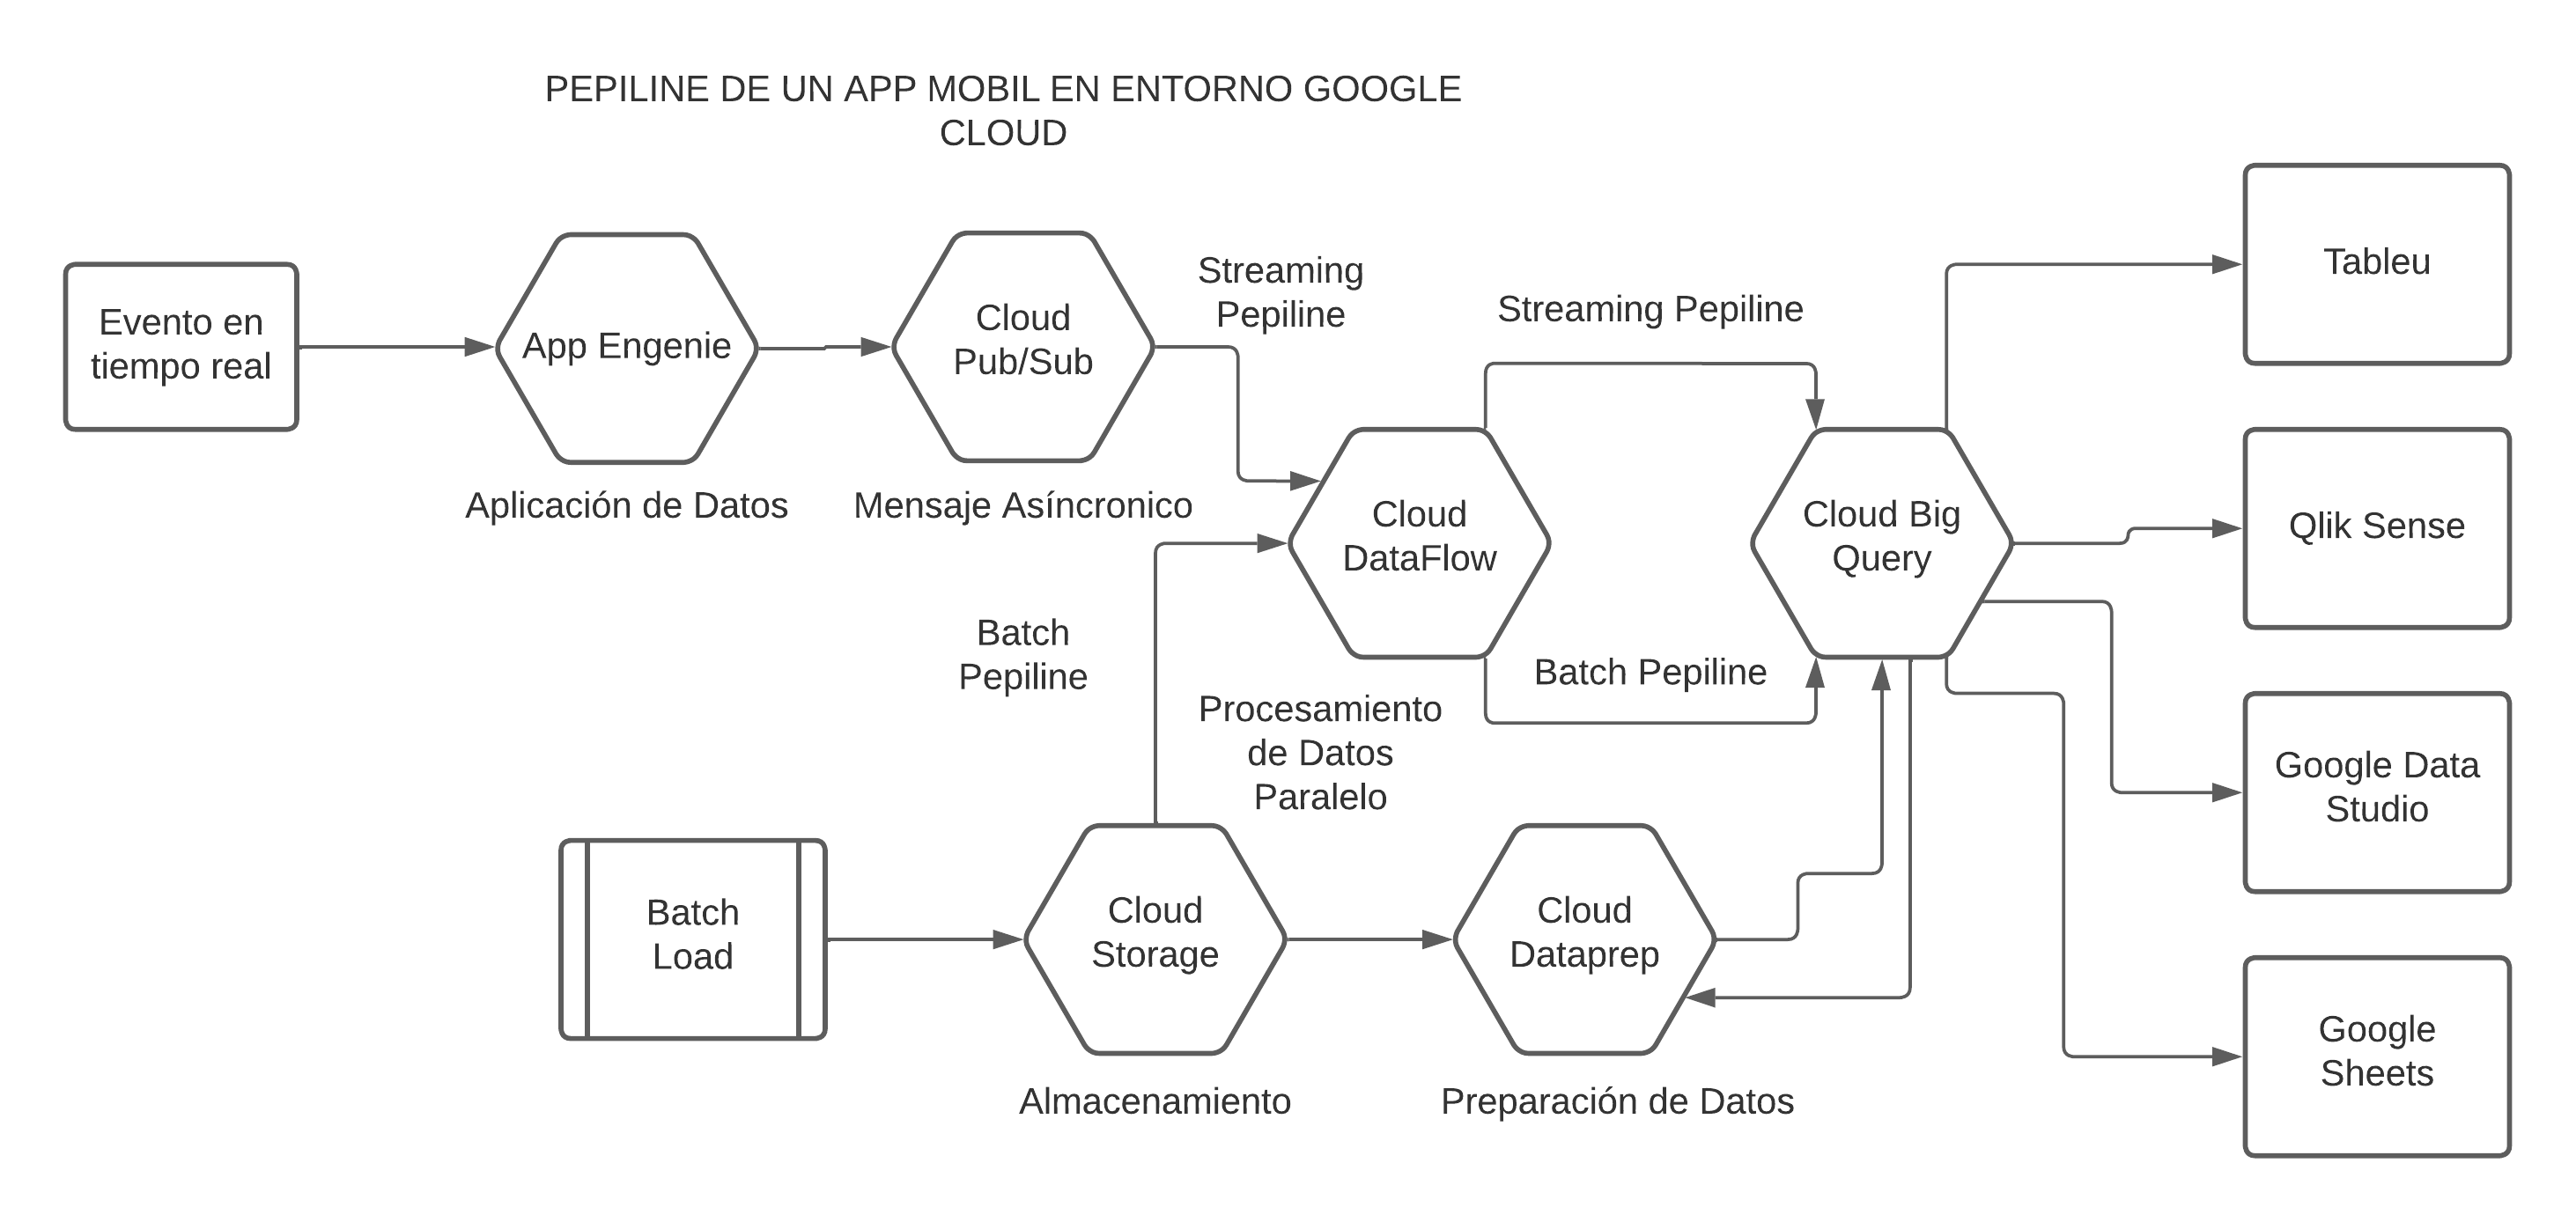 PEPILINE DE UN APP MOBIL EN ENTORNO GOOGLE
CLOUD
Evento en
tiempo real
App Engenie
Aplicación de Datos
Cloud
Pub/Sub
Mensaje Asíncronico
Streaming
Pepiline
Streaming Pepiline
Cloud
DataFlow
Cloud Big
Query
Batch
Pepiline
Batch Pepiline
Procesamiento
de Datos
Paralelo
Batch
Load
Cloud
Storage
Almacenamiento
Cloud
Dataprep
Preparación de Datos
Tableu
Qlik Sense
Google Data
Studio
Google
Sheets